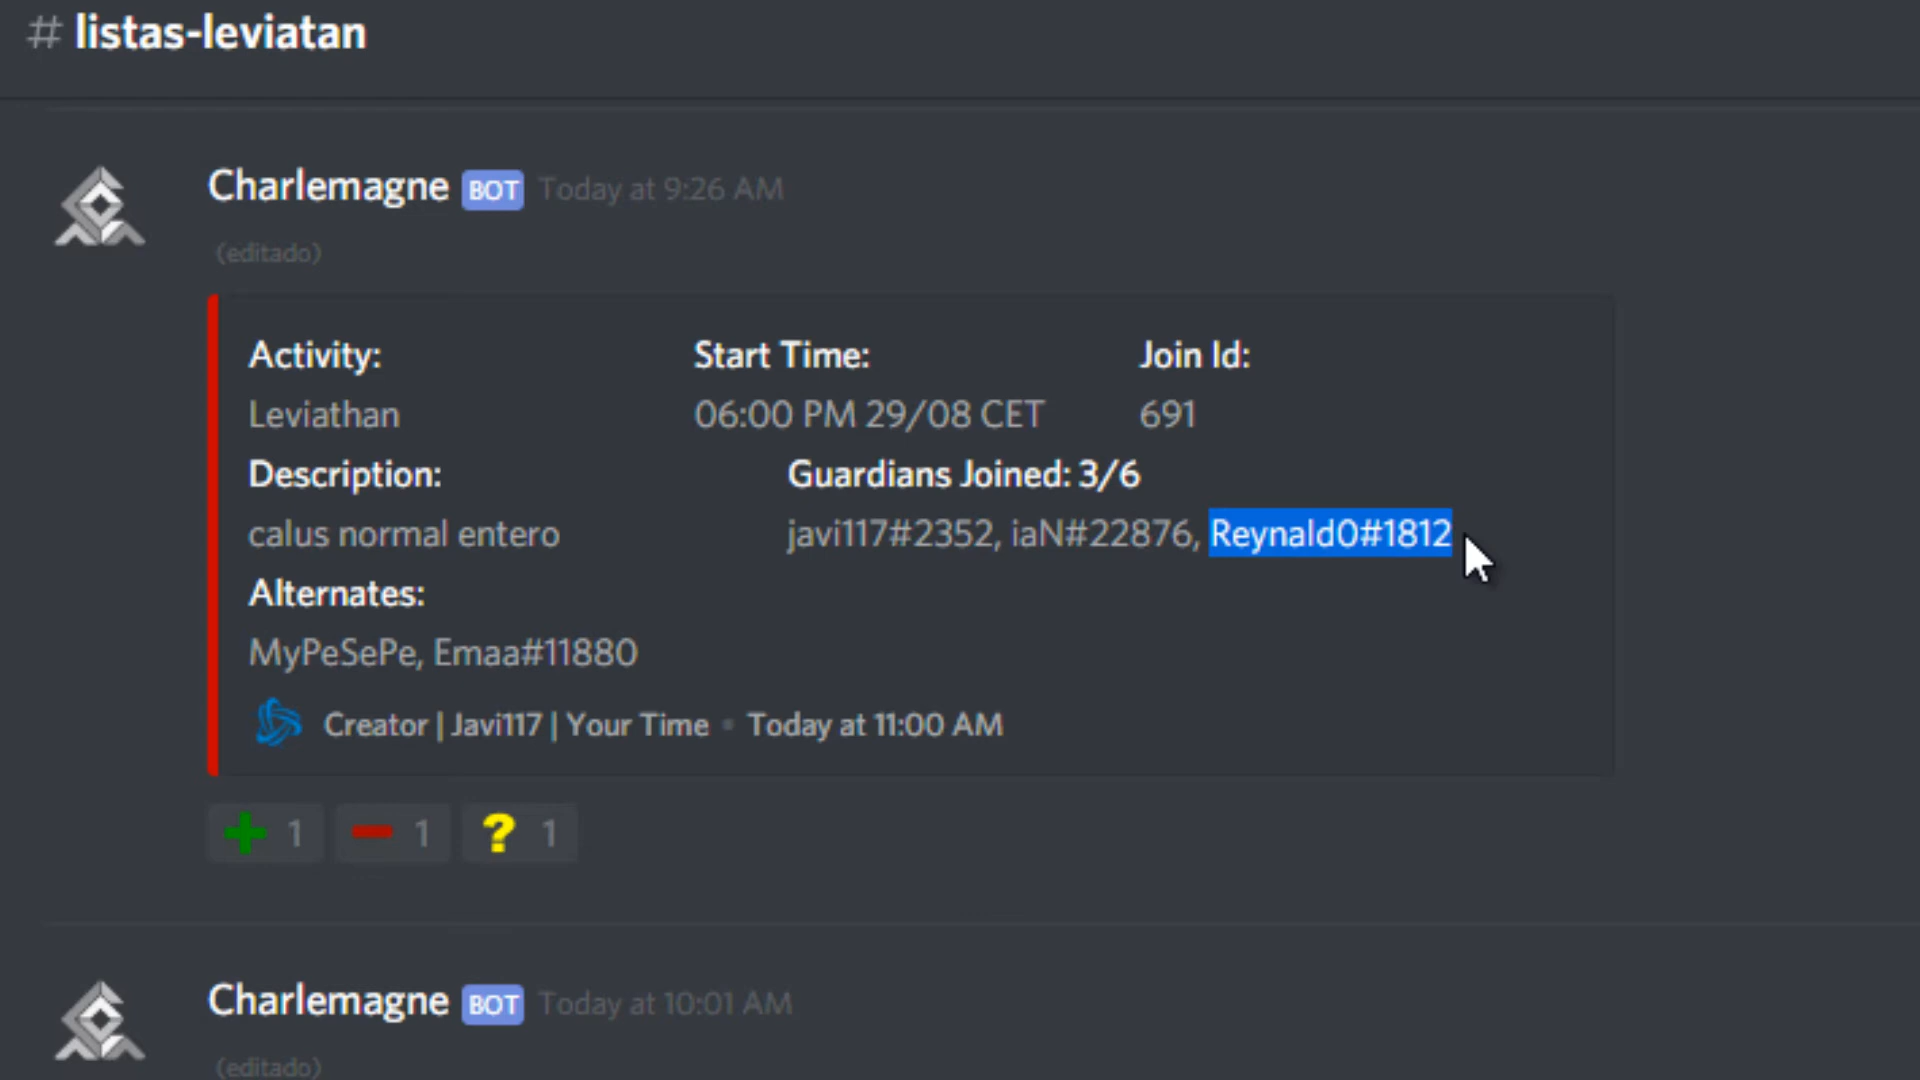 # listas-leviatan
Charlemagne BOT Today at 9:26 AM
(editado)
Activity: Start Time: Join Id:
Leviathan 06:00 PM 29/08 CET 691
Description: Guardians Joined: 3/6
calus normal entero javi117#2352, iaN#22876, Reynald0#1812
Alternates:
MyPeSePe, Emaa#11880
Creator | Javi117 | Your Time • Today at 11:00 AM
+ 1 − 1 ? 1
Charlemagne BOT Today at 10:01 AM
(editado)